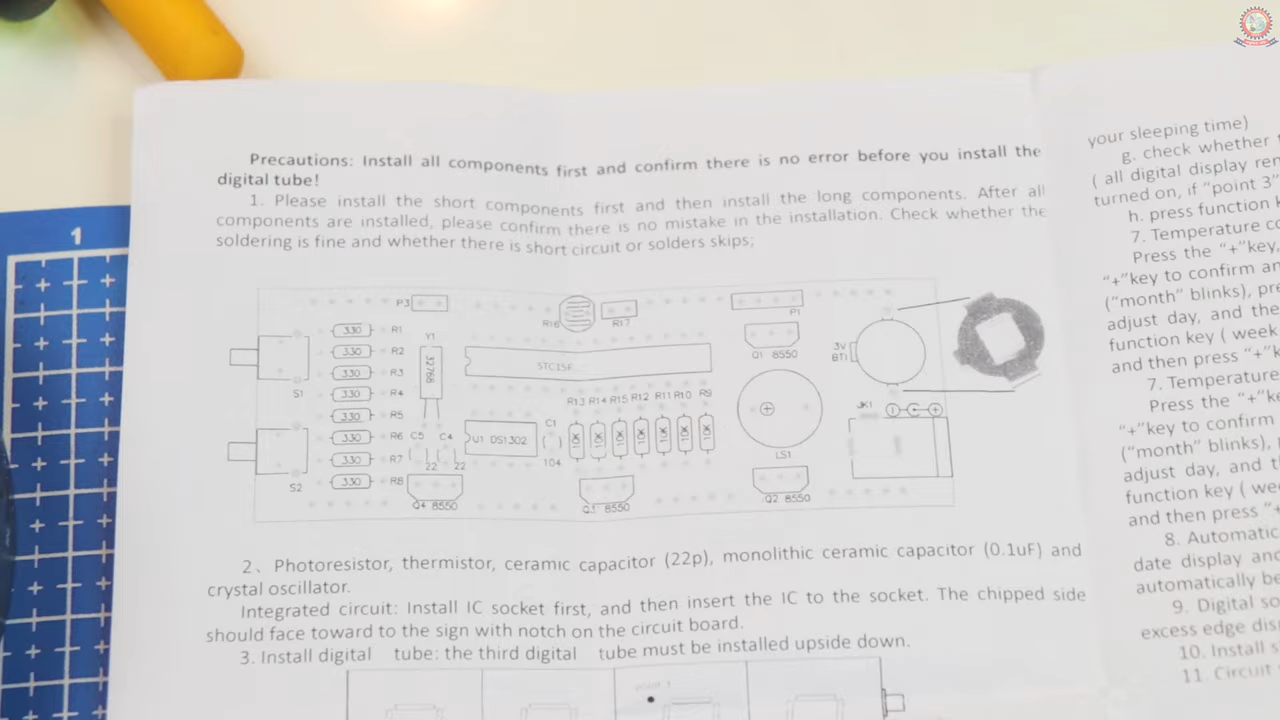 Precautions: Install all components first and confirm there is no error before you install the
digital tube!
1. Please install the short components first and then install the long components. After all
components are installed, please confirm there is no mistake in the installation. Check whether the
soldering is fine and whether there is short circuit or solders skips;
P3
R16
R17
P1
330 R1
330 R2
330 R3
330 R4
330 R5
330 R6
330 R7
330 R8
S1
S2
Y1
32768
STC15F
Q1 8550
3V
BT1
JK1
R13 R14 R15 R12 R11 R10 R9
10K 10K 10K 10K 10K 10K 10K
C5 C4
22 22
U1 DS1302
C1
104
LS1
Q4 8550
Q3 8550
Q2 8550
2、Photoresistor, thermistor, ceramic capacitor (22p), monolithic ceramic capacitor (0.1uF) and
crystal oscillator.
Integrated circuit: Install IC socket first, and then insert the IC to the socket. The chipped side
should face toward to the sign with notch on the circuit board.
3. Install digital tube: the third digital tube must be installed upside down.
point 3
your sleeping time)
g. check whether
( all digital display
turned on, if "point 3"
h. press function
7. Temperature
Press the "+"key,
"+"key to confirm
("month" blinks),
adjust day, and the
function key ( week
and then press "+"
7. Temperature
Press the "+"
"+"key to confirm
("month" blinks),
adjust day, and
function key (
and then press
8. Automatic
date display and
automatically
9. Digital
excess edge
10. Install
11. Circuit
1